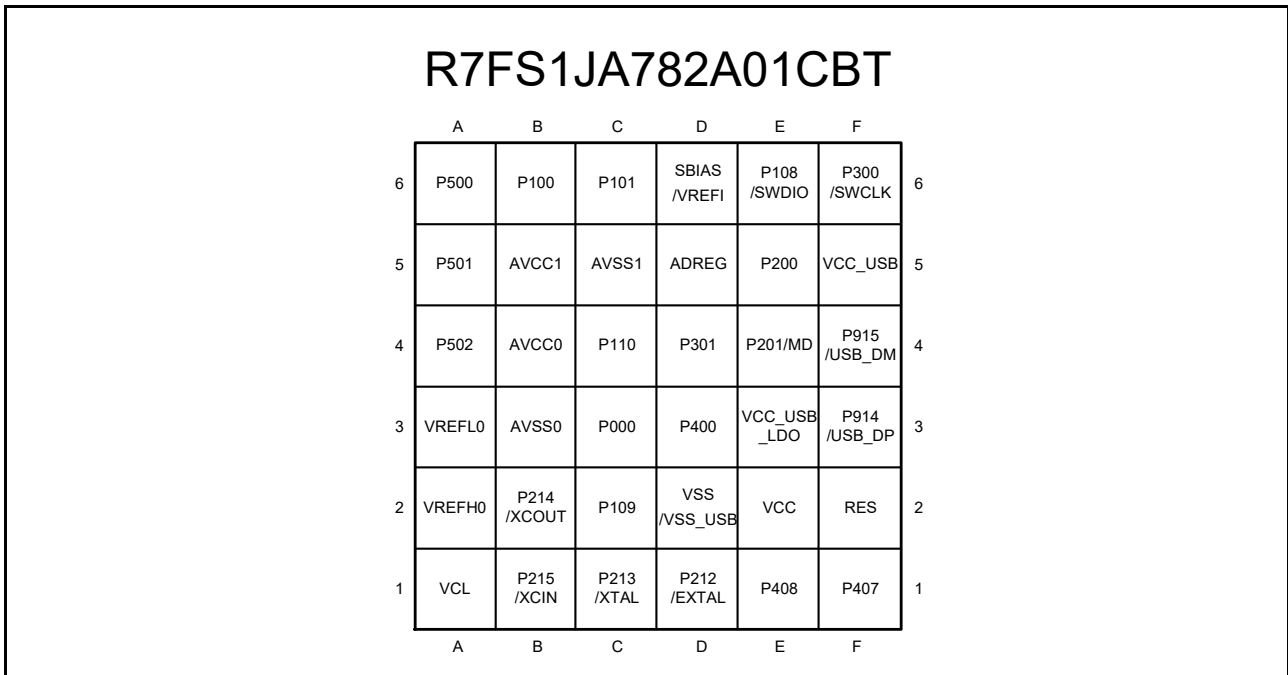 R7FS1JA782A01CBT
A B C D E F
6 P500 P100 P101 SBIAS /VREFI P108 /SWDIO P300 /SWCLK 6
5 P501 AVCC1 AVSS1 ADREG P200 VCC_USB 5
4 P502 AVCC0 P110 P301 P201/MD P915 /USB_DM 4
3 VREFL0 AVSS0 P000 P400 VCC_USB _LDO P914 /USB_DP 3
2 VREFH0 P214 /XCOUT P109 VSS /VSS_USB VCC RES 2
1 VCL P215 /XCIN P213 /XTAL P212 /EXTAL P408 P407 1
A B C D E F